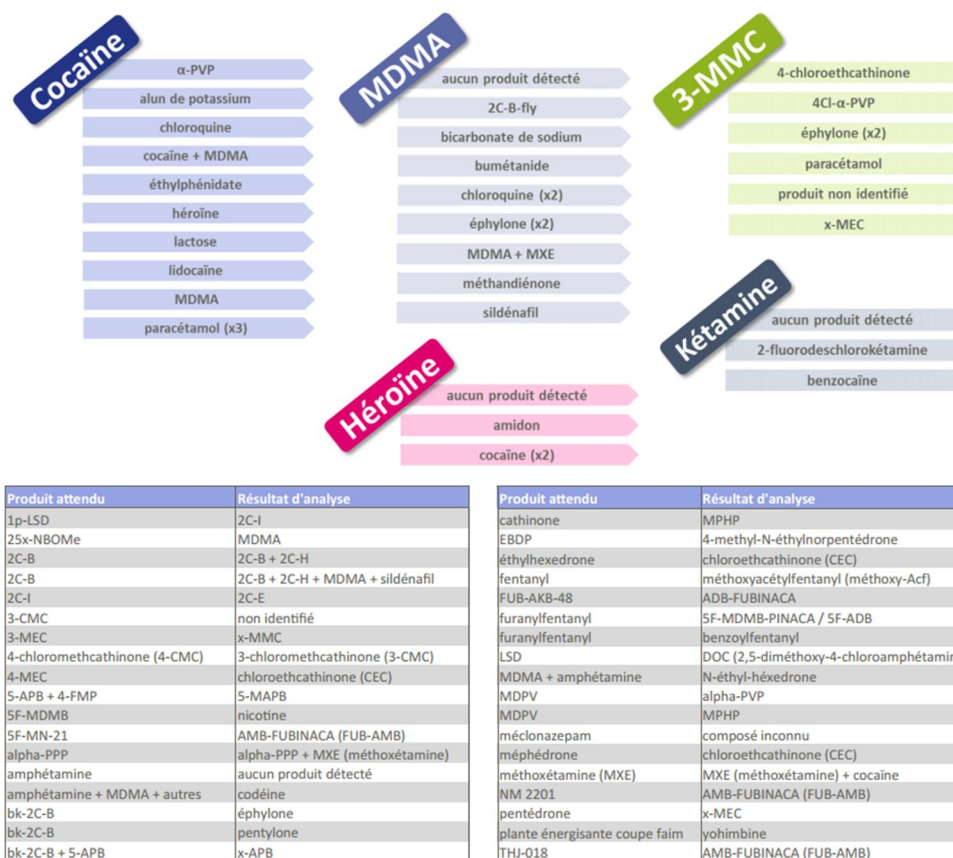 Cocaïne
α-PVP
alun de potassium
chloroquine
cocaïne + MDMA
éthylphénidate
héroïne
lactose
lidocaïne
MDMA
paracétamol (x3)
MDMA
aucun produit détecté
2C-B-fly
bicarbonate de sodium
bumétanide
chloroquine (x2)
éphylone (x2)
MDMA + MXE
méthandiénone
sildénafil
3-MMC
4-chloroethcathinone
4Cl-α-PVP
éphylone (x2)
paracétamol
produit non identifié
x-MEC
Kétamine
aucun produit détecté
2-fluorodeschlorokétamine
benzocaïne
Héroïne
aucun produit détecté
amidon
cocaïne (x2)
Produit attendu Résultat d'analyse
1p-LSD 2C-I
25x-NBOMe MDMA
2C-B 2C-B + 2C-H
2C-B 2C-B + 2C-H + MDMA + sildénafil
2C-I 2C-E
3-CMC non identifié
3-MEC x-MMC
4-chloromethcathinone (4-CMC) 3-chloromethcathinone (3-CMC)
4-MEC chloroethcathinone (CEC)
5-APB + 4-FMP 5-MAPB
5F-MDMB nicotine
5F-MN-21 AMB-FUBINACA (FUB-AMB)
alpha-PPP alpha-PPP + MXE (méthoxétamine)
amphétamine aucun produit détecté
amphétamine + MDMA + autres codéine
bk-2C-B éphylone
bk-2C-B pentylone
bk-2C-B + 5-APB x-APB
Produit attendu Résultat d'analyse
cathinone MPHP
EBDP 4-methyl-N-éthylnorpentédrone
éthylhexedrone chloroethcathinone (CEC)
fentanyl méthoxyacétylfentanyl (méthoxy-Acf)
FUB-AKB-48 ADB-FUBINACA
furanylfentanyl 5F-MDMB-PINACA / 5F-ADB
furanylfentanyl benzoylfentanyl
LSD DOC (2,5-diméthoxy-4-chloroamphétamin
MDMA + amphétamine N-éthyl-héxedrone
MDPV alpha-PVP
MDPV MPHP
méclonazepam composé inconnu
méphédrone chloroethcathinone (CEC)
méthoxétamine (MXE) MXE (méthoxétamine) + cocaïne
NM 2201 AMB-FUBINACA (FUB-AMB)
pentédrone x-MEC
plante énergisante coupe faim yohimbine
THJ-018 AMB-FUBINACA (FUB-AMB)